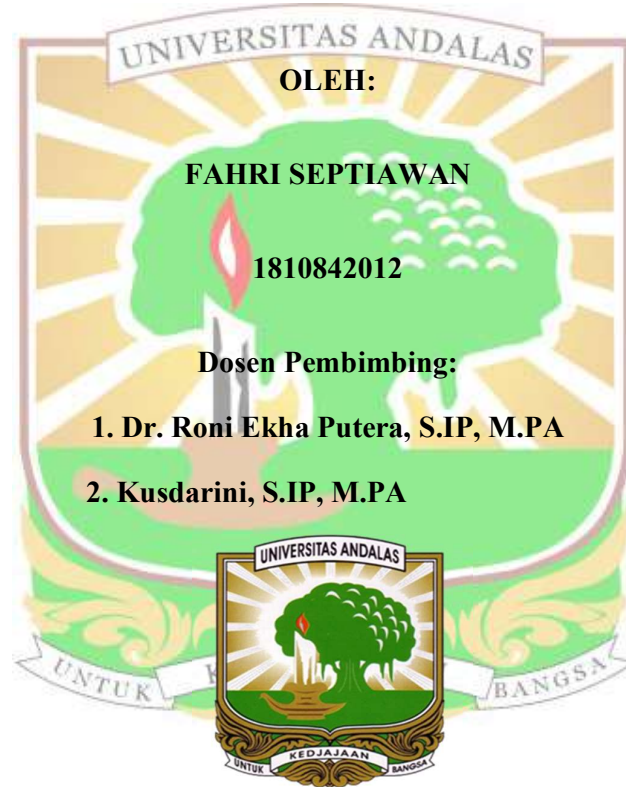 UNIVERSITAS ANDALAS
OLEH:
FAHRI SEPTIAWAN
1810842012
Dosen Pembimbing:
1. Dr. Roni Ekha Putera, S.IP, M.PA
2. Kusdarini, S.IP, M.PA
UNIVERSITAS ANDALAS
UNTUK K BANGSA
UNTUK KEDJAJAAN BANGSA